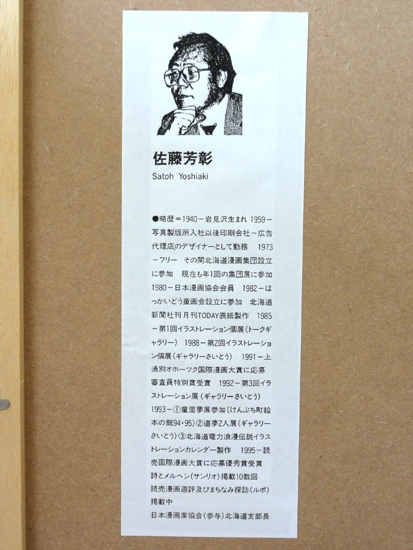 佐藤芳彰
Satoh Yoshiaki
●略歴=1940-岩見沢生まれ 1959-
写真製版所入社以後印刷会社〜広告
代理店のデザイナーとして勤務 1973
-フリー その間北海道漫画集団設立
に参加 現在も年1回の集団展に参加
1980-日本漫画協会会員 1982-ほ
っかいどう童画会設立に参加 北海道
新聞社刊月刊TODAY表紙製作 1985
-第1回イラストレーション個展(トークギ
ャラリー) 1988-第2回イラストレーショ
ン個展(ギャラリーさいとう) 1991-上
湧別オホーツク国際漫画大賞に応募
審査員特別賞受賞 1992-第3回イラ
ストレーション展(ギャラリーさいとう)
1993-①童里夢展参加(けんぶち町絵
本の館94・95)②道夢2人展(ギャラリー
さいとう)③北海道電力浪漫伝説イラス
トレーションカレンダー製作 1995-読
売国際漫画大賞に応募優秀賞受賞
詩とメルヘン(サンリオ)掲載10数回
読売漫画道評及びまちなみ探訪(ルポ)
掲載中
日本漫画家協会(参与)北海道支部長